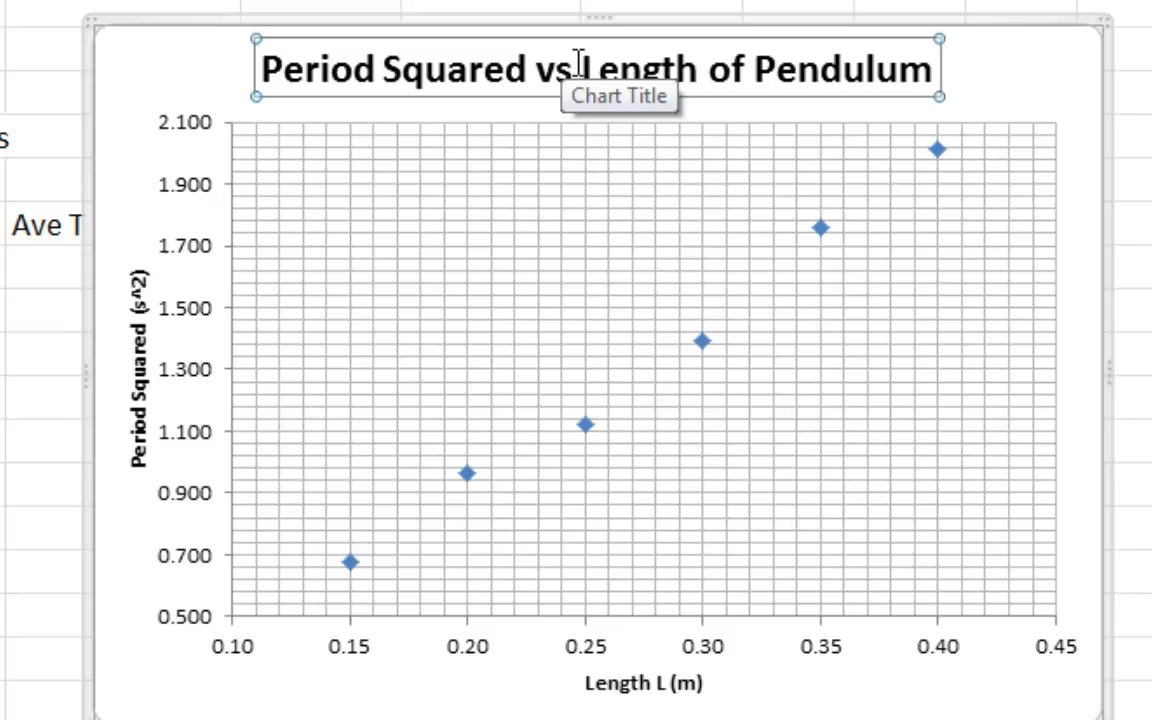 Period Squared vs Length of Pendulum
Chart Title
s
Ave T
2.100
1.900
1.700
1.500
1.300
1.100
0.900
0.700
0.500
Period Squared (s^2)
0.10 0.15 0.20 0.25 0.30 0.35 0.40 0.45
Length L (m)